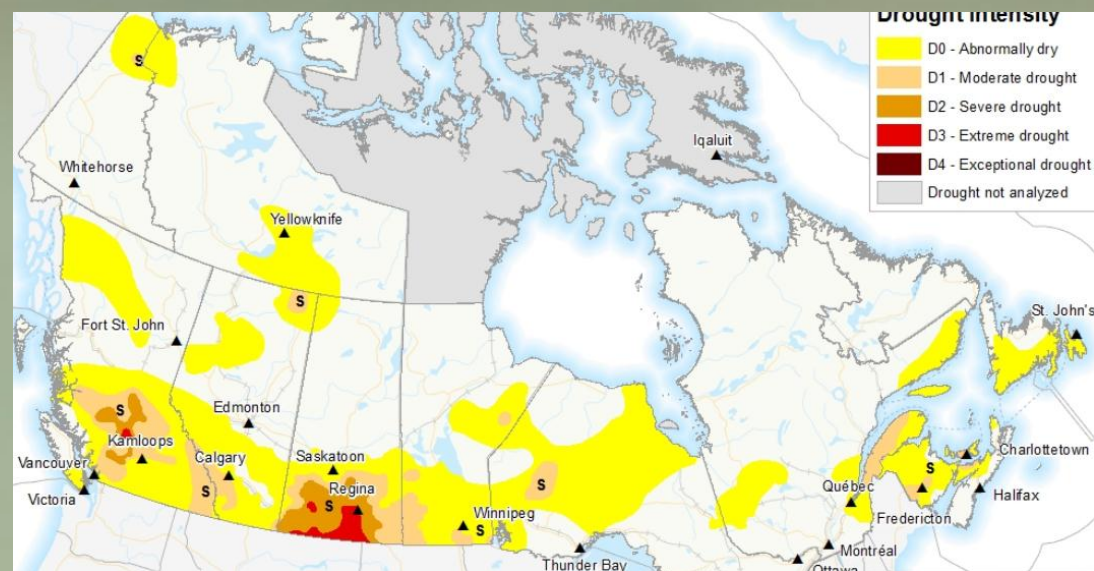 Drought Intensity
D0 - Abnormally dry
D1 - Moderate drought
D2 - Severe drought
D3 - Extreme drought
D4 - Exceptional drought
Drought not analyzed
S
Iqaluit
Whitehorse
Yellowknife
S
Fort St. John
St. John's
Edmonton
S
Kamloops
Calgary
Saskatoon
Charlottetown
Vancouver
Regina
S
S
S
S
Québec
Halifax
Victoria
Winnipeg
S
Fredericton
Montréal
Thunder Bay
Ottawa